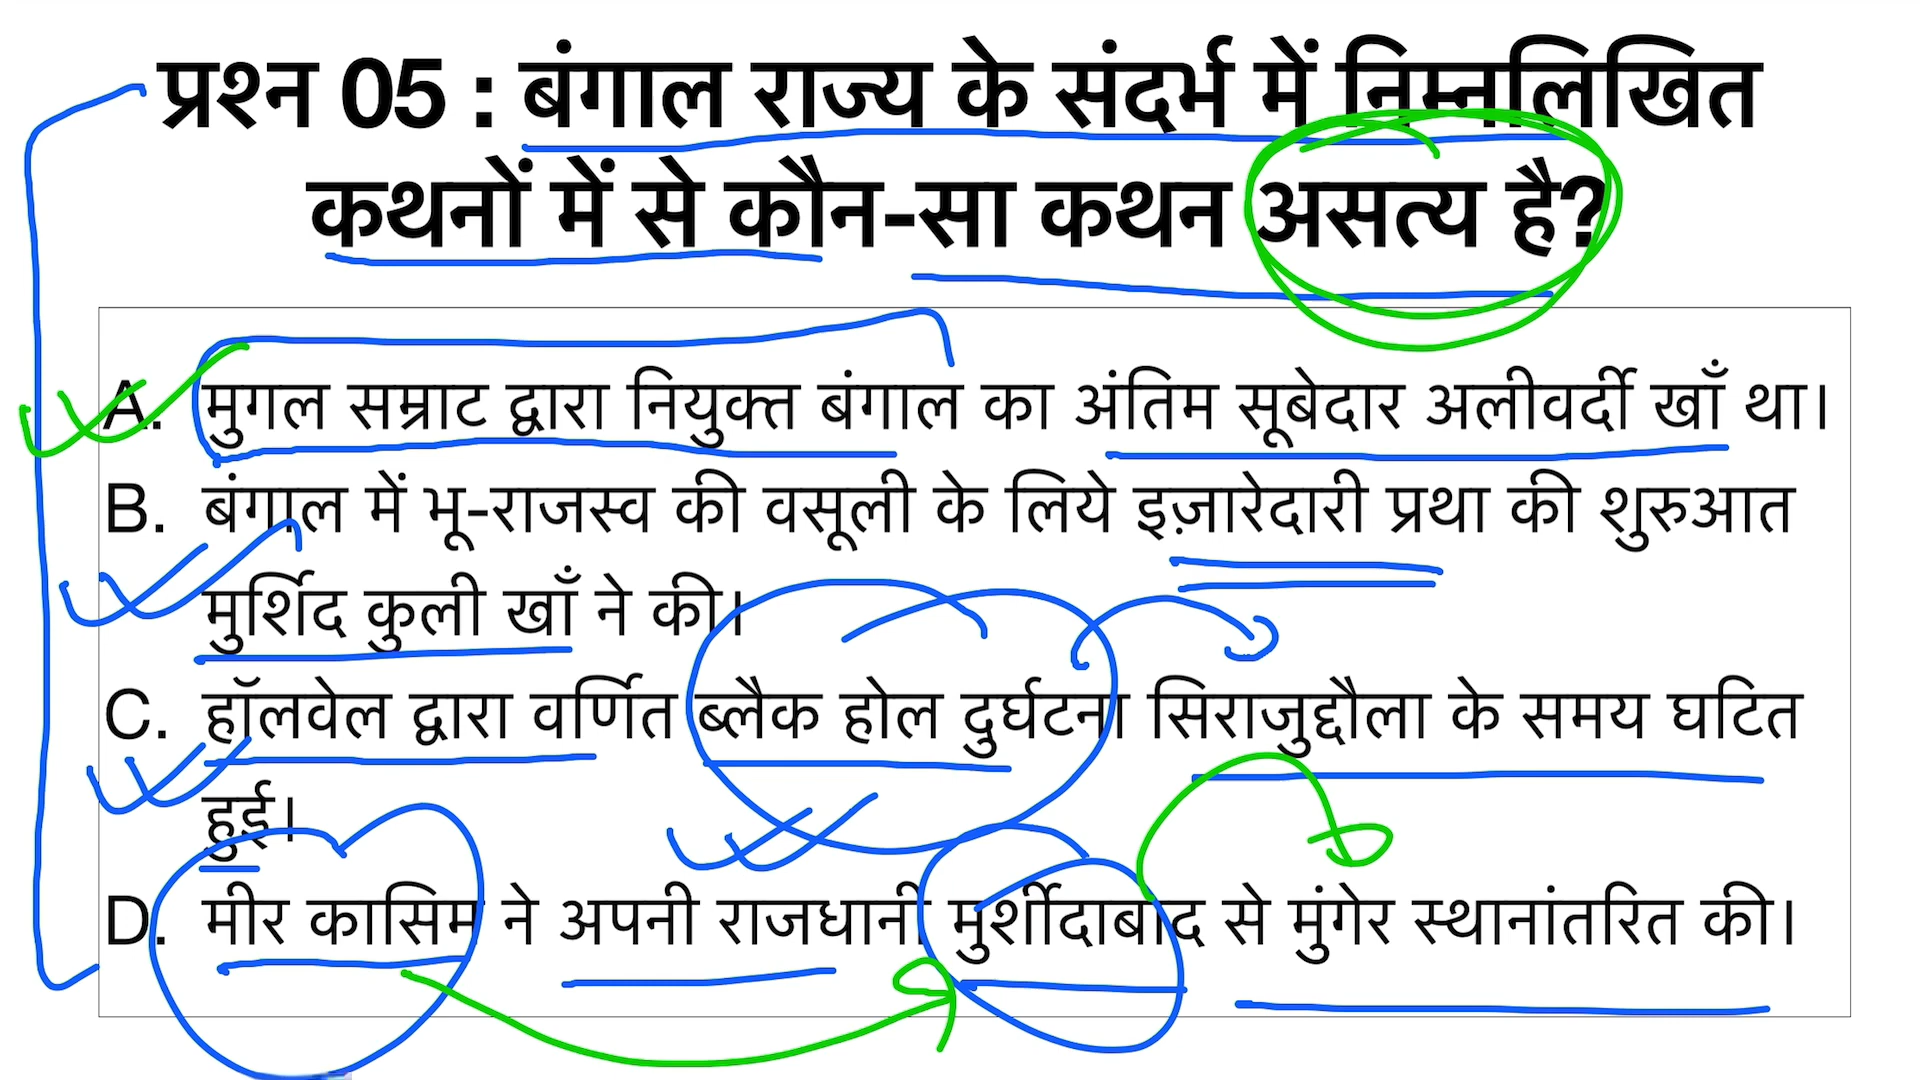 प्रश्न 05 : बंगाल राज्य के संदर्भ में निम्नलिखित
कथनों में से कौन-सा कथन असत्य है?
A. मुगल सम्राट द्वारा नियुक्त बंगाल का अंतिम सूबेदार अलीवर्दी खाँ था।
B. बंगाल में भू-राजस्व की वसूली के लिये इज़ारेदारी प्रथा की शुरुआत
मुर्शिद कुली खाँ ने की।
C. हॉलवेल द्वारा वर्णित ब्लैक होल दुर्घटना सिराजुद्दौला के समय घटित
हुई।
D. मीर कासिम ने अपनी राजधानी मुर्शीदाबाद से मुंगेर स्थानांतरित की।